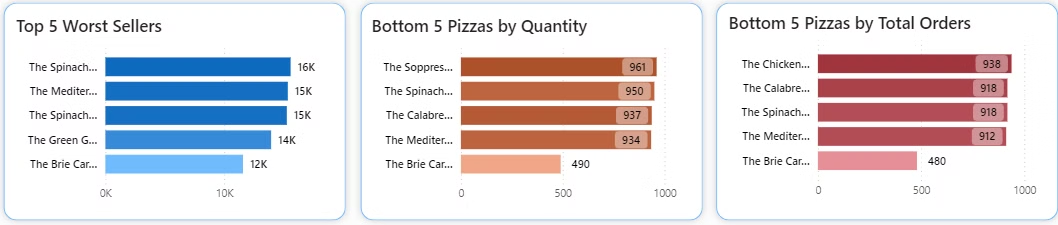 Top 5 Worst Sellers
The Spinach... 16K
The Mediter... 15K
The Spinach... 15K
The Green G... 14K
The Brie Car... 12K
0K 10K
Bottom 5 Pizzas by Quantity
The Soppres... 961
The Spinach... 950
The Calabre... 937
The Mediter... 934
The Brie Car... 490
0 500 1000
Bottom 5 Pizzas by Total Orders
The Chicken... 938
The Calabre... 918
The Spinach... 918
The Mediter... 912
The Brie Car... 480
0 500 1000